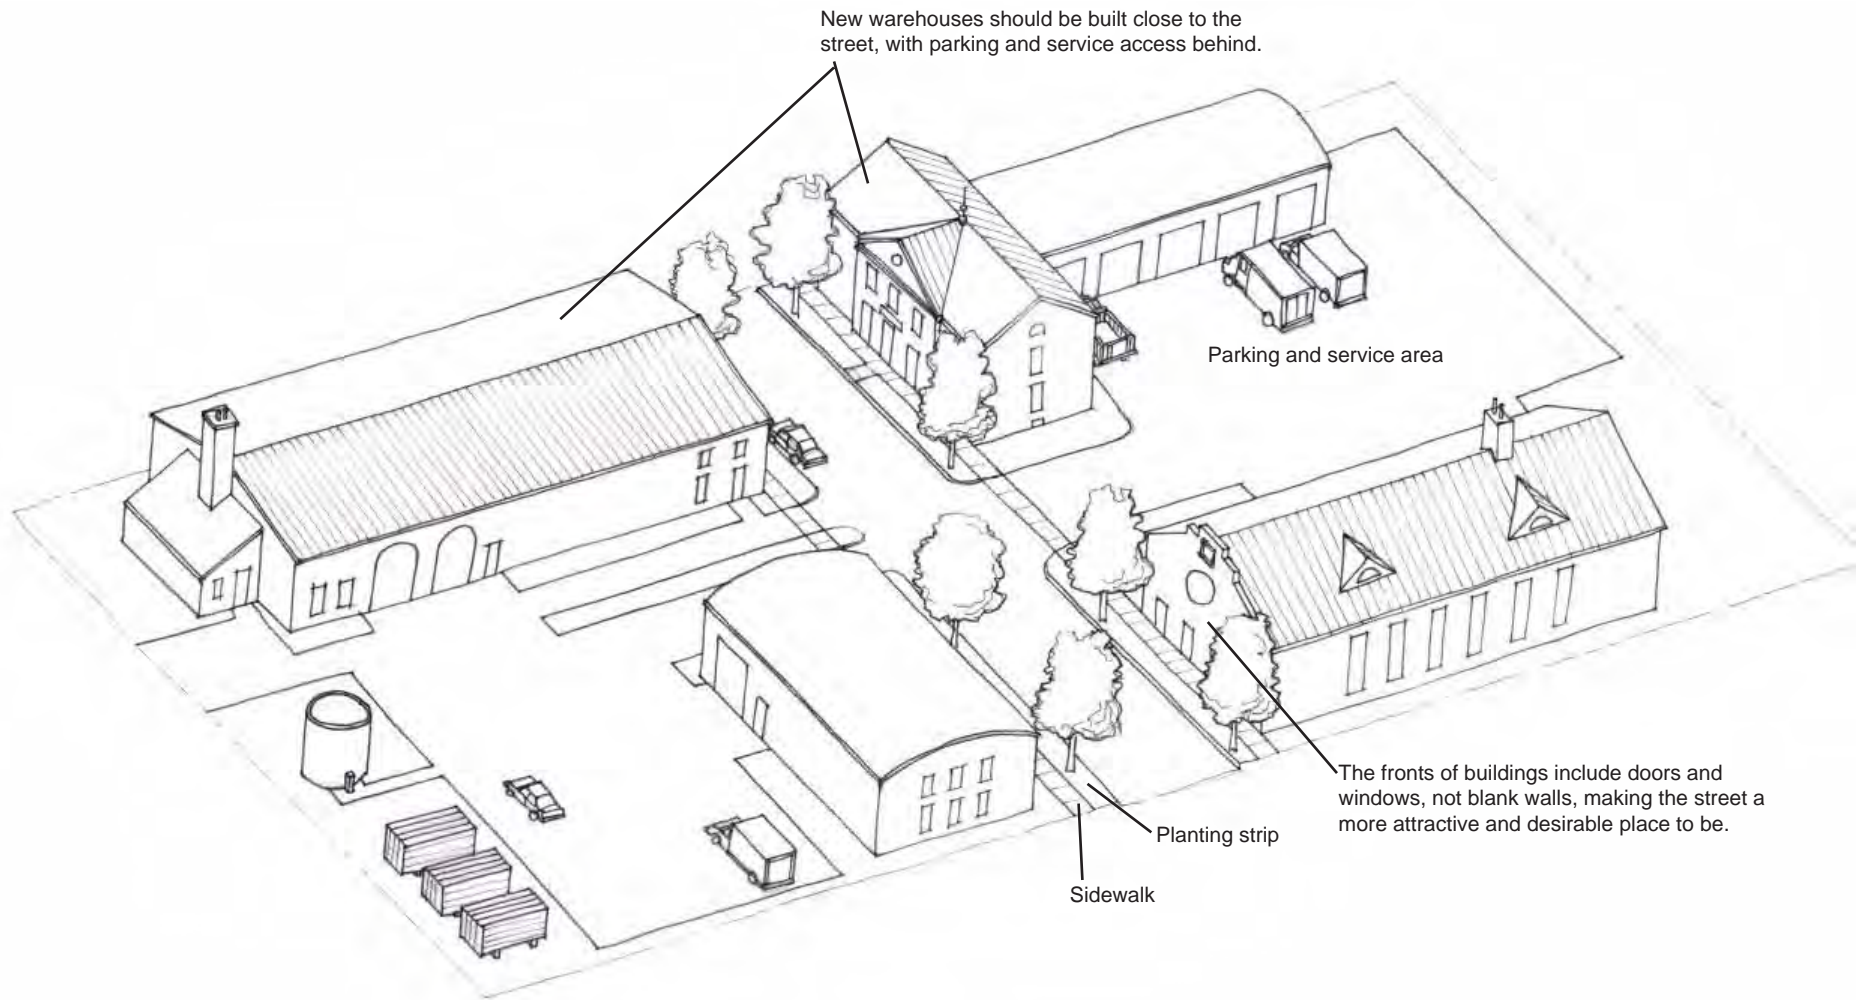 New warehouses should be built close to the
street, with parking and service access behind.
Parking and service area
The fronts of buildings include doors and
windows, not blank walls, making the street a
more attractive and desirable place to be.
Planting strip
Sidewalk